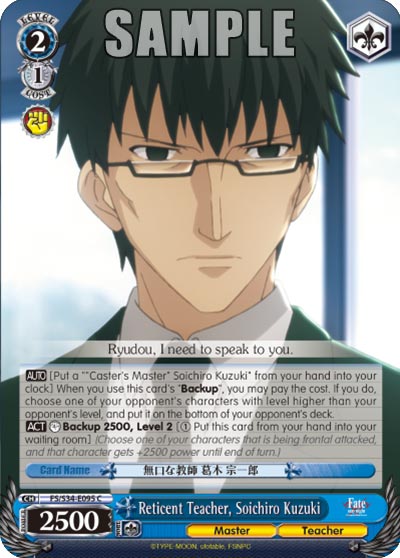 SAMPLE
LEVEL
2
1
COST
Ryudou, I need to speak to you.
AUTO [Put a ""Caster's Master" Soichiro Kuzuki" from your hand into your
clock] When you use this card's "Backup", you may pay the cost. If you do,
choose one of your opponent's characters with level higher than your
opponent's level, and put it on the bottom of your opponent's deck.
ACT Backup 2500, Level 2 [① Put this card from your hand into your
waiting room] (Choose one of your characters that is being frontal attacked,
and that character gets +2500 power until end of turn.)
Card Name 無口な教師 葛木 宗一郎
CH FS/S34-E095 C
Reticent Teacher, Soichiro Kuzuki
Fate
2500
POWER
Master Teacher
©TYPE-MOON, ufotable, FSNPC